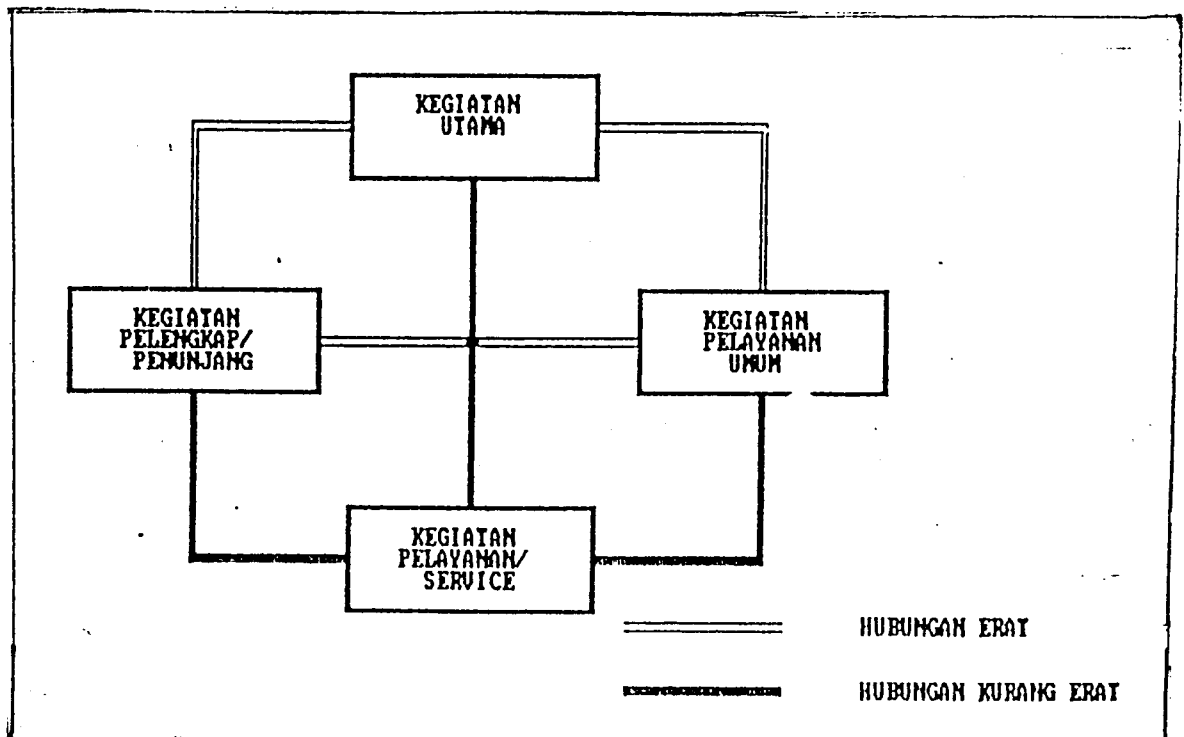 KEGIATAN
UTAMA
KEGIATAN
PELENGKAP/
PENUNJANG
KEGIATAN
PELAYANAN
UMUM
KEGIATAN
PELAYANAN/
SERVICE
HUBUNGAN ERAT
HUBUNGAN KURANG ERAT